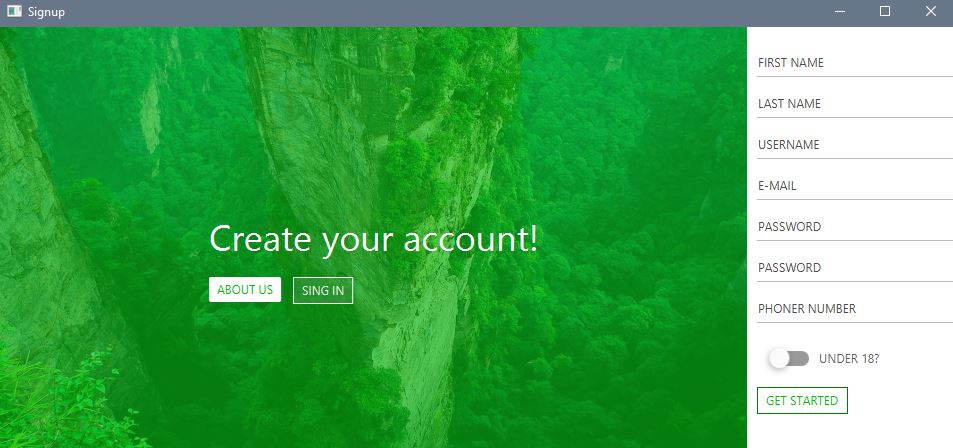 Signup
Create your account!
ABOUT US
SING IN
FIRST NAME
LAST NAME
USERNAME
E-MAIL
PASSWORD
PASSWORD
PHONER NUMBER
UNDER 18?
GET STARTED